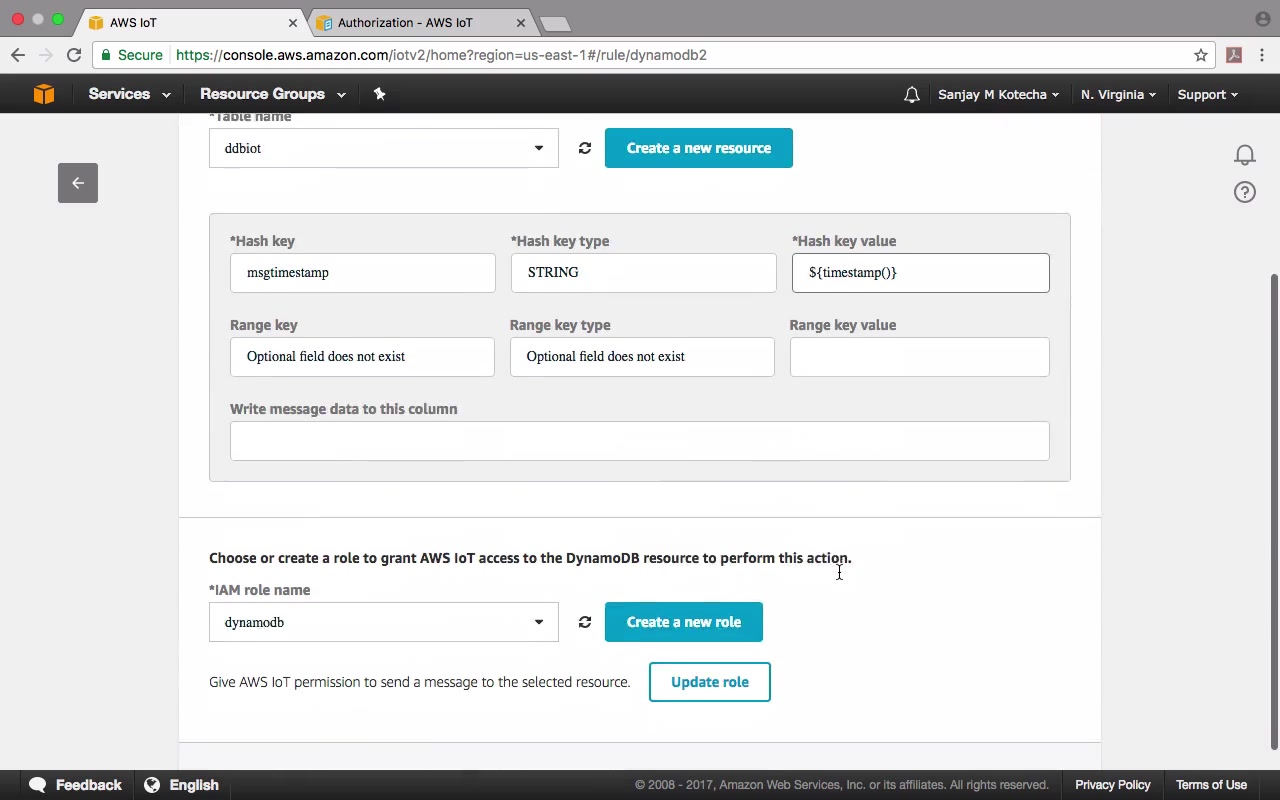 AWS IoT
Authorization - AWS IoT
Secure
https://console.aws.amazon.com/iotv2/home?region=us-east-1#/rule/dynamodb2
Services
Resource Groups
Sanjay M Kotecha
N. Virginia
Support
*Table name
ddbiot
Create a new resource
*Hash key
*Hash key type
*Hash key value
msgtimestamp
STRING
${timestamp()}
Range key
Range key type
Range key value
Optional field does not exist
Optional field does not exist
Write message data to this column
Choose or create a role to grant AWS IoT access to the DynamoDB resource to perform this action.
*IAM role name
dynamodb
Create a new role
Give AWS IoT permission to send a message to the selected resource.
Update role
Feedback
English
© 2008 - 2017, Amazon Web Services, Inc. or its affiliates. All rights reserved.
Privacy Policy
Terms of Use